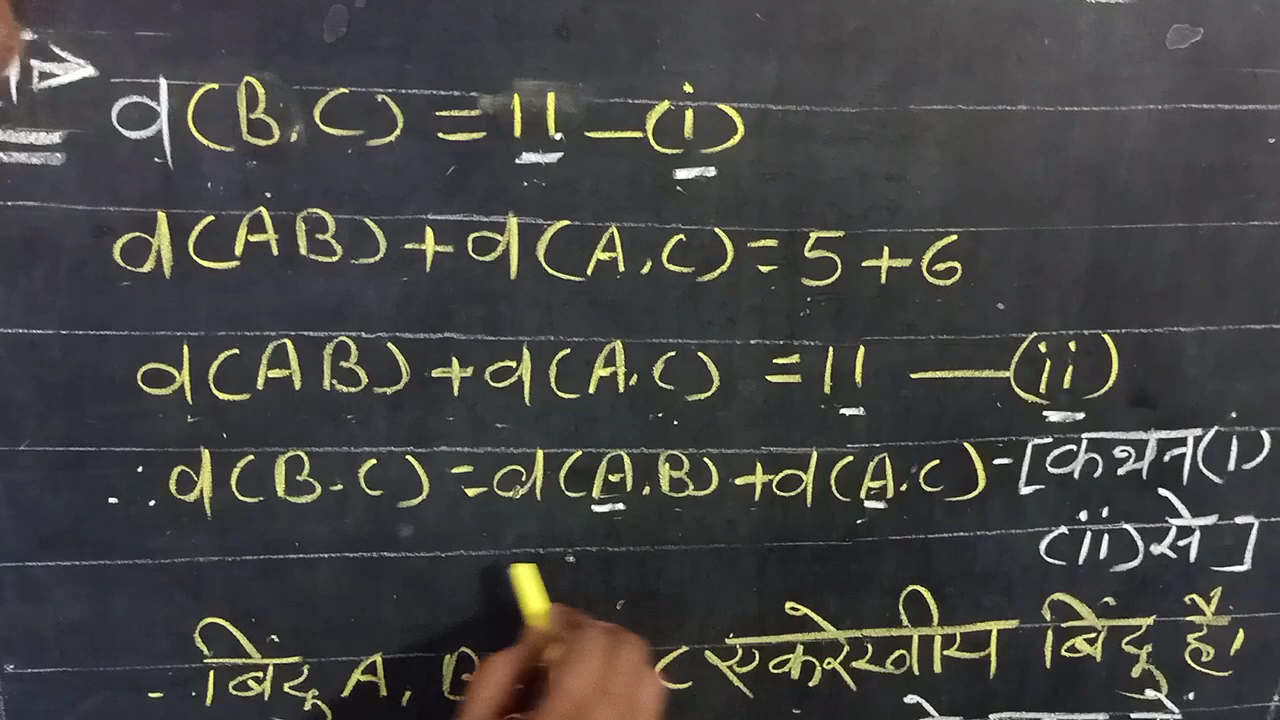 d(B.C) = 11 —(i)
d(AB) + d(A.C) = 5 + 6
d(AB) + d(A.C) = 11 —(ii)
∴ d(B.C) = d(A.B) + d(A.C) - [कथन(i)
(ii)से]
बिंदू A, C एकरेखीय बिंदू है।